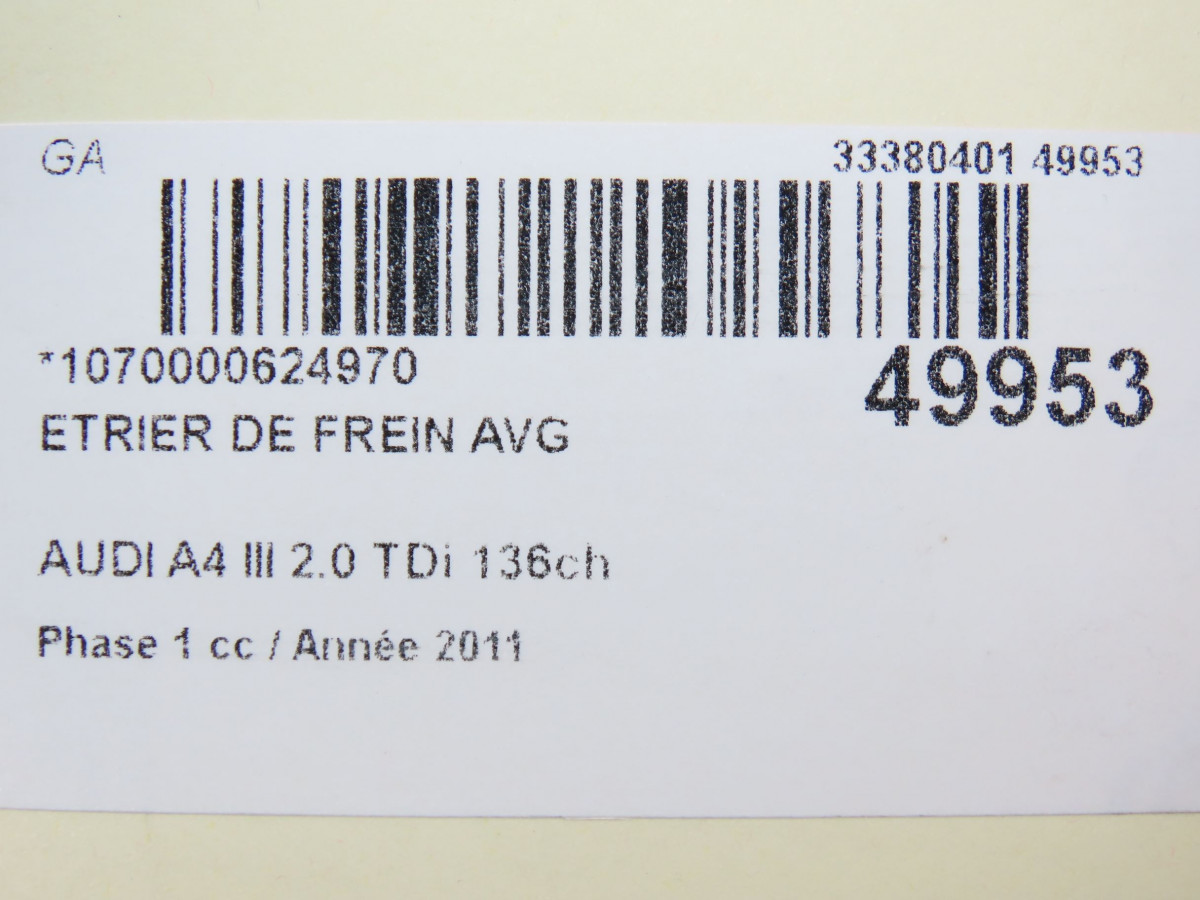 GA
33380401 49953
*1070000624970
49953
ETRIER DE FREIN AVG
AUDI A4 III 2.0 TDi 136ch
Phase 1 cc / Année 2011